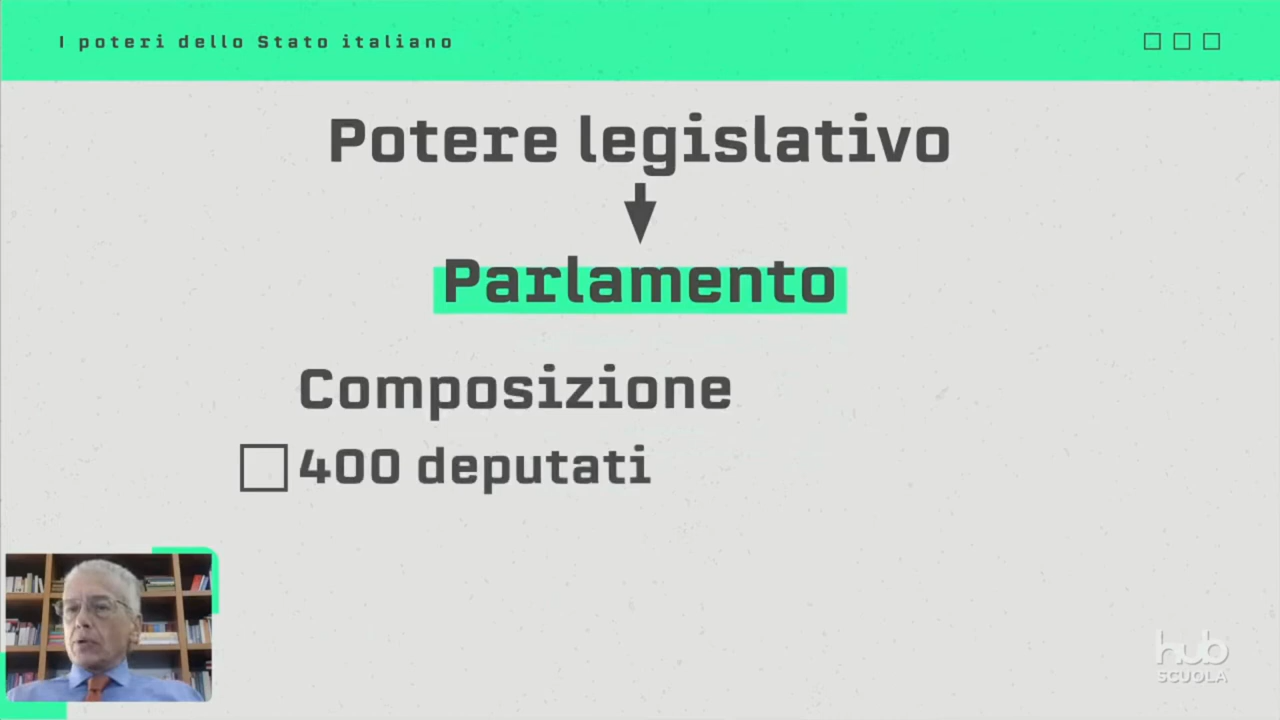 I poteri dello Stato italiano
Potere legislativo
Parlamento
Composizione
400 deputati
hub
SCUOLA